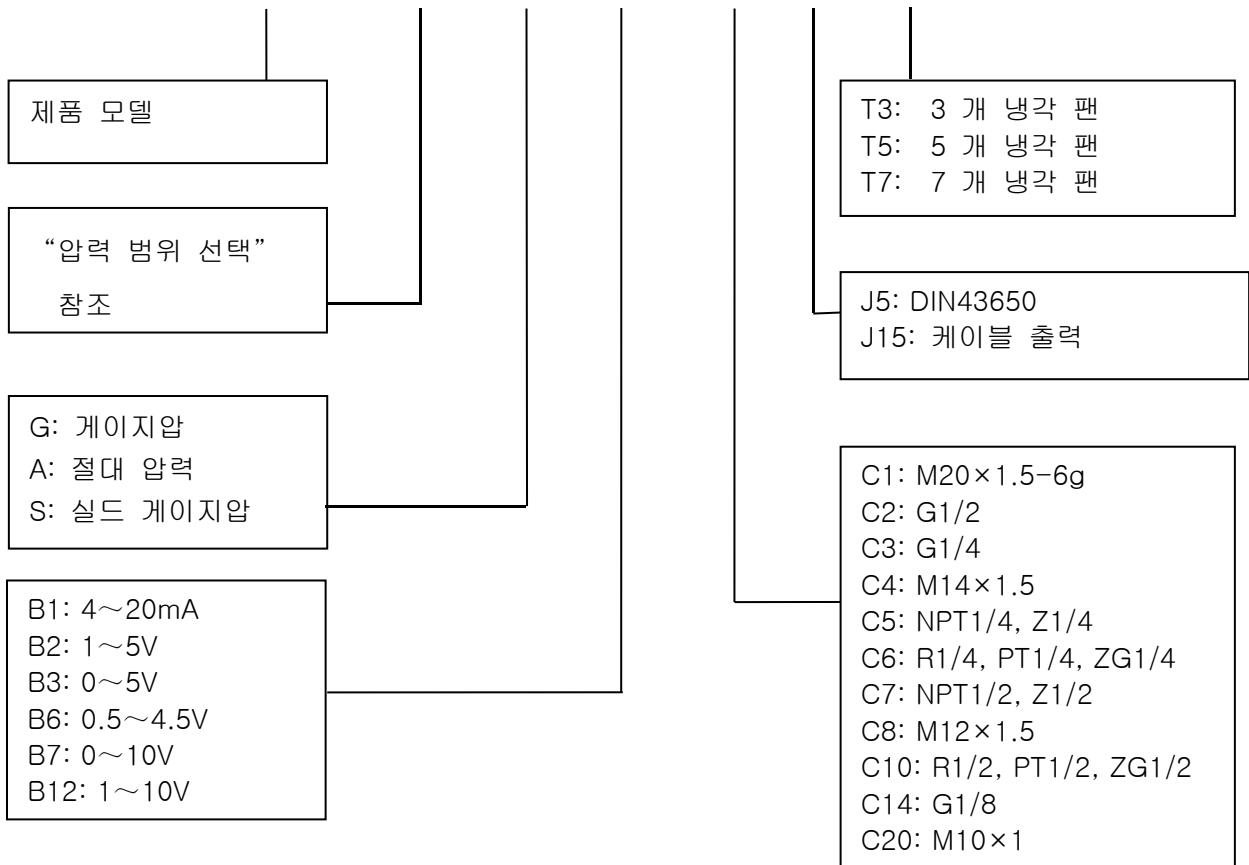 제품 모델
“압력 범위 선택”
참조
G: 게이지압
A: 절대 압력
S: 실드 게이지압
B1: 4～20mA
B2: 1～5V
B3: 0～5V
B6: 0.5～4.5V
B7: 0～10V
B12: 1～10V
T3: 3 개 냉각 팬
T5: 5 개 냉각 팬
T7: 7 개 냉각 팬
J5: DIN43650
J15: 케이블 출력
C1: M20×1.5-6g
C2: G1/2
C3: G1/4
C4: M14×1.5
C5: NPT1/4, Z1/4
C6: R1/4, PT1/4, ZG1/4
C7: NPT1/2, Z1/2
C8: M12×1.5
C10: R1/2, PT1/2, ZG1/2
C14: G1/8
C20: M10×1